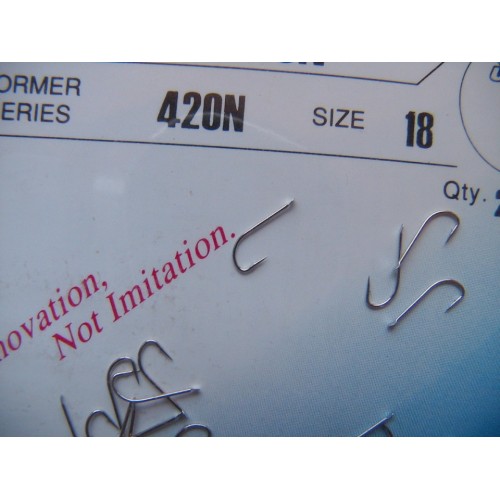 ORMER
ERIES 420N SIZE 18
Qty.
novation,
Not Imitation.